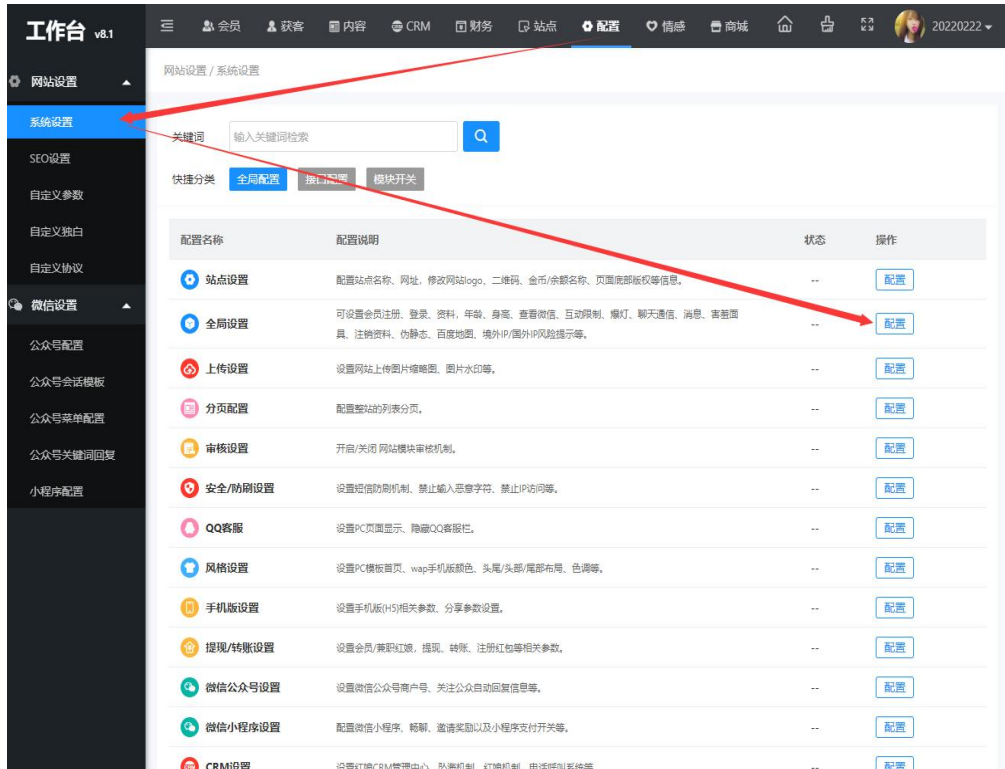 工作台 v8.1
会员 获客 内容 CRM 财务 站点 配置 情感 商城 20220222
网站设置
系统设置
SEO设置
自定义参数
自定义独白
自定义协议
微信设置
公众号配置
公众号会话模板
公众号菜单配置
公众号关键词回复
小程序配置
网站设置 / 系统设置
关键词 输入关键词检索
快捷分类 全局配置 接口配置 模块开关
配置名称 配置说明 状态 操作
站点设置 配置站点名称、网址，修改网站logo、二维码、金币/余额名称、页面底部版权等信息。 -- 配置
全局设置 可设置会员注册、登录、资料、年龄、身高、查看微信、互动限制、爆灯、聊天通信、消息、害羞面 -- 配置
具、注销资料、伪静态、百度地图、境外IP/国外IP风险提示等。
上传设置 设置网站上传图片缩略图、图片水印等。 -- 配置
分页配置 配置整站的列表分页。 -- 配置
审核设置 开启/关闭 网站模块审核机制。 -- 配置
安全/防刷设置 设置短信防刷机制、禁止输入恶意字符、禁止IP访问等。 -- 配置
QQ客服 设置PC页面显示、隐藏QQ客服栏。 -- 配置
风格设置 设置PC模板首页、wap手机版颜色、头尾/头部/尾部布局、色调等。 -- 配置
手机版设置 设置手机版(H5)相关参数、分享参数设置。 -- 配置
提现/转账设置 设置会员/兼职红娘，提现、转账、注册红包等相关参数。 -- 配置
微信公众号设置 设置微信公众号商户号、关注公众自动回复信息等。 -- 配置
微信小程序设置 配置微信小程序、畅聊、邀请奖励以及小程序支付开关等。 -- 配置
CRM设置 设置红娘CRM管理中心、坠海机制、红娘机制、电话呼叫系统等 -- 配置